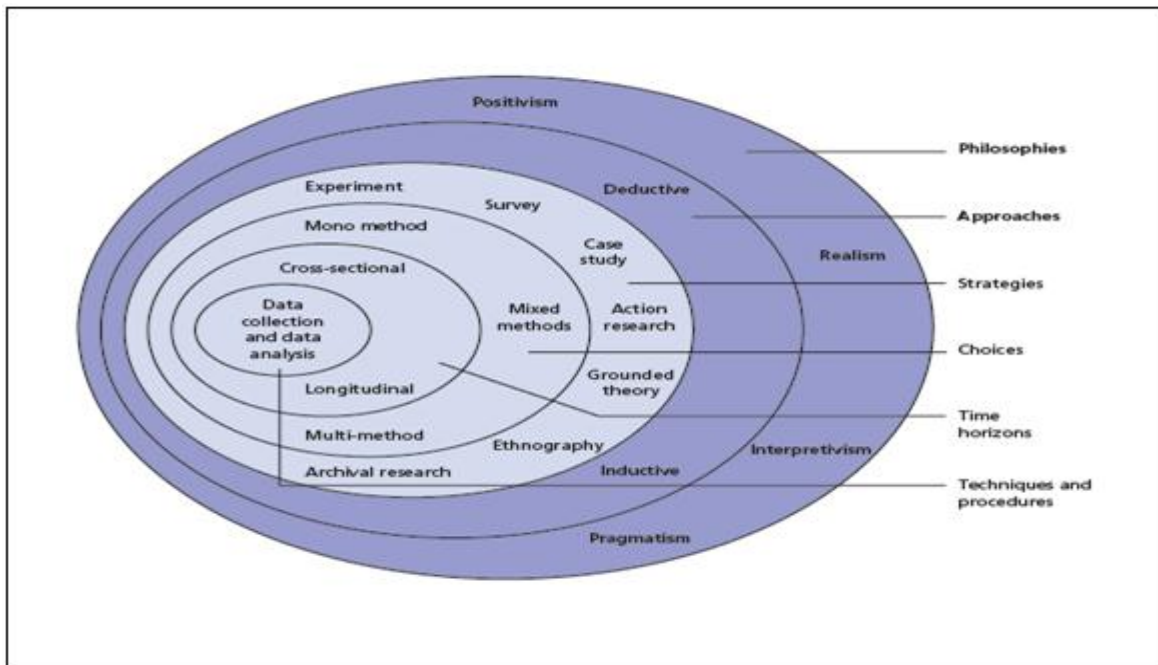 Positivism
Philosophies
Experiment
Deductive
Survey
Approaches
Mono method
Case
study
Realism
Cross-sectional
Strategies
Data
collection
and data
analysis
Mixed
methods
Action
research
Choices
Longitudinal
Grounded
theory
Time
horizons
Multi-method
Ethnography
Interpretivism
Archival research
Inductive
Techniques and
procedures
Pragmatism